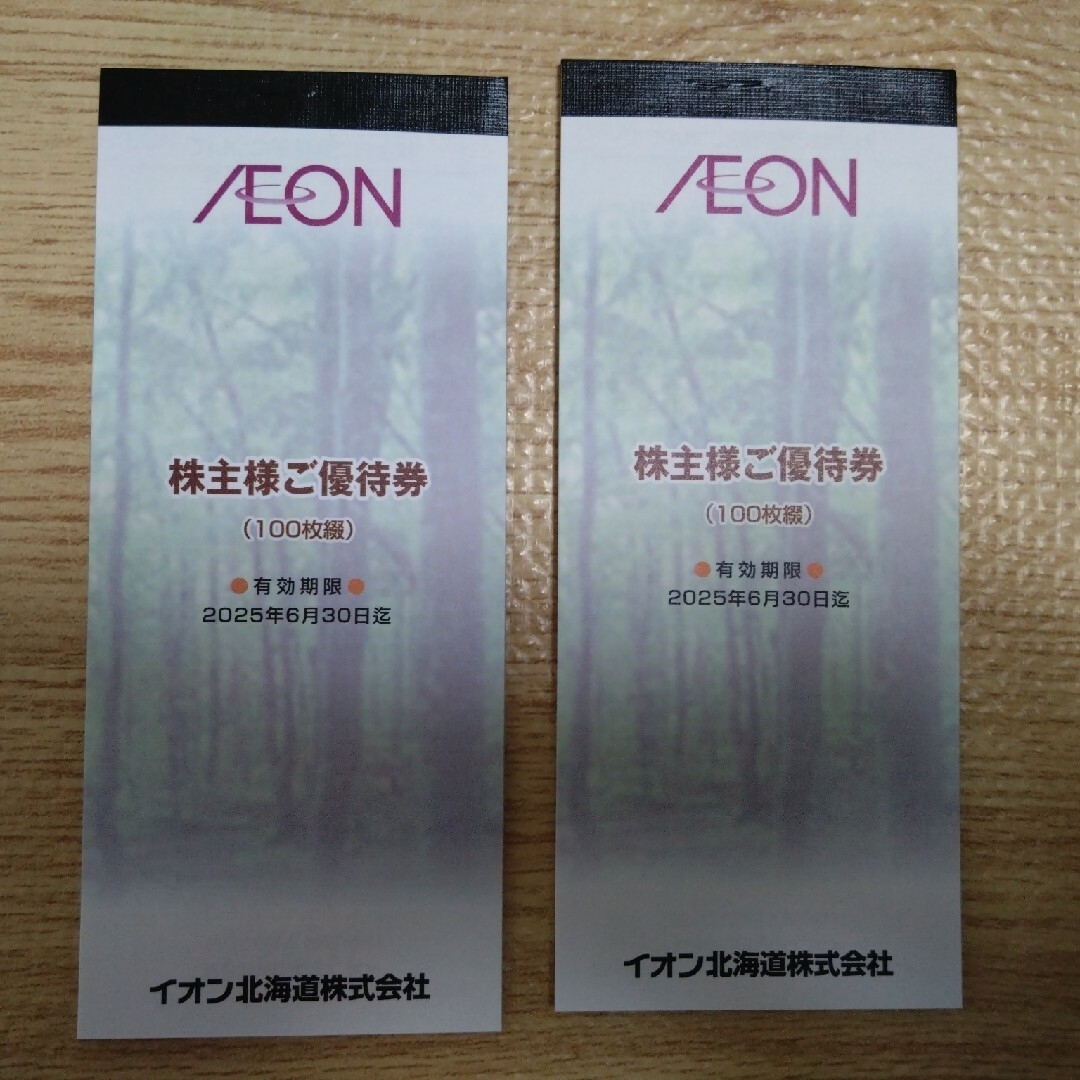 ÆON
株主様ご優待券
(100枚綴)
●有効期限●
2025年6月30日迄
イオン北海道株式会社
ÆON
株主様ご優待券
(100枚綴)
●有効期限●
2025年6月30日迄
イオン北海道株式会社